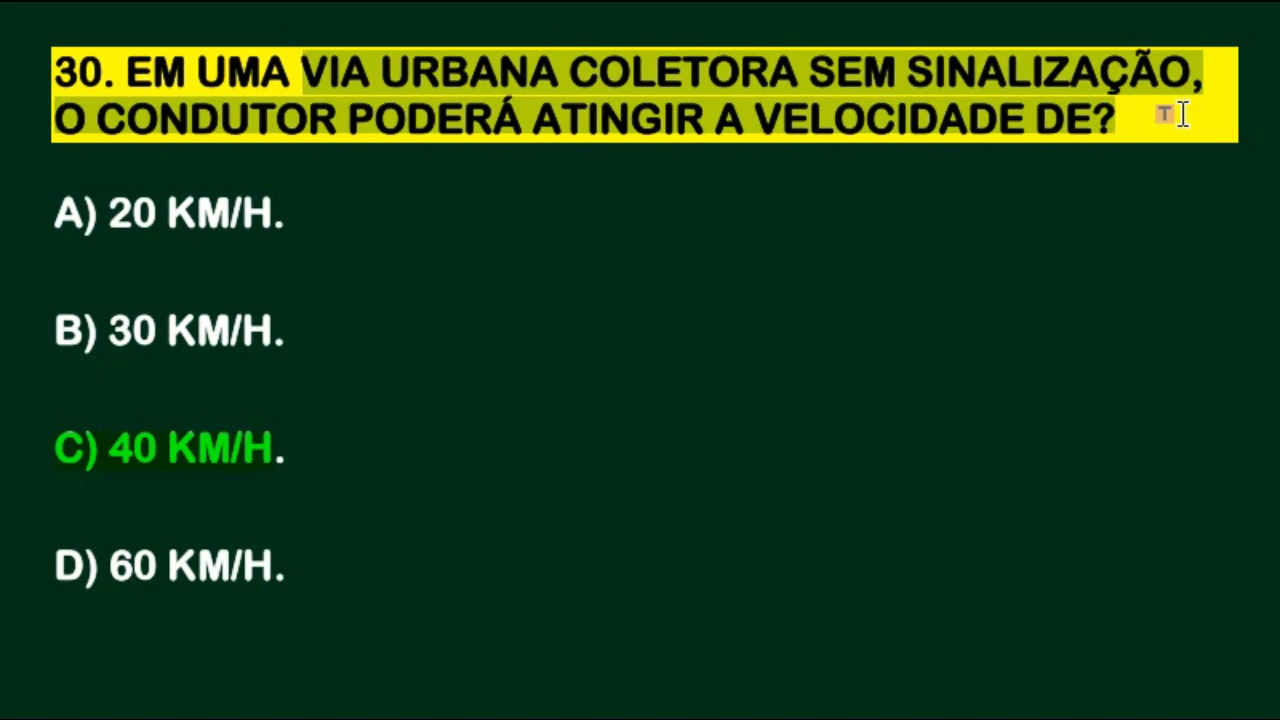 30. EM UMA VIA URBANA COLETORA SEM SINALIZAÇÃO,
O CONDUTOR PODERÁ ATINGIR A VELOCIDADE DE?
T
A) 20 KM/H.
B) 30 KM/H.
C) 40 KM/H.
D) 60 KM/H.